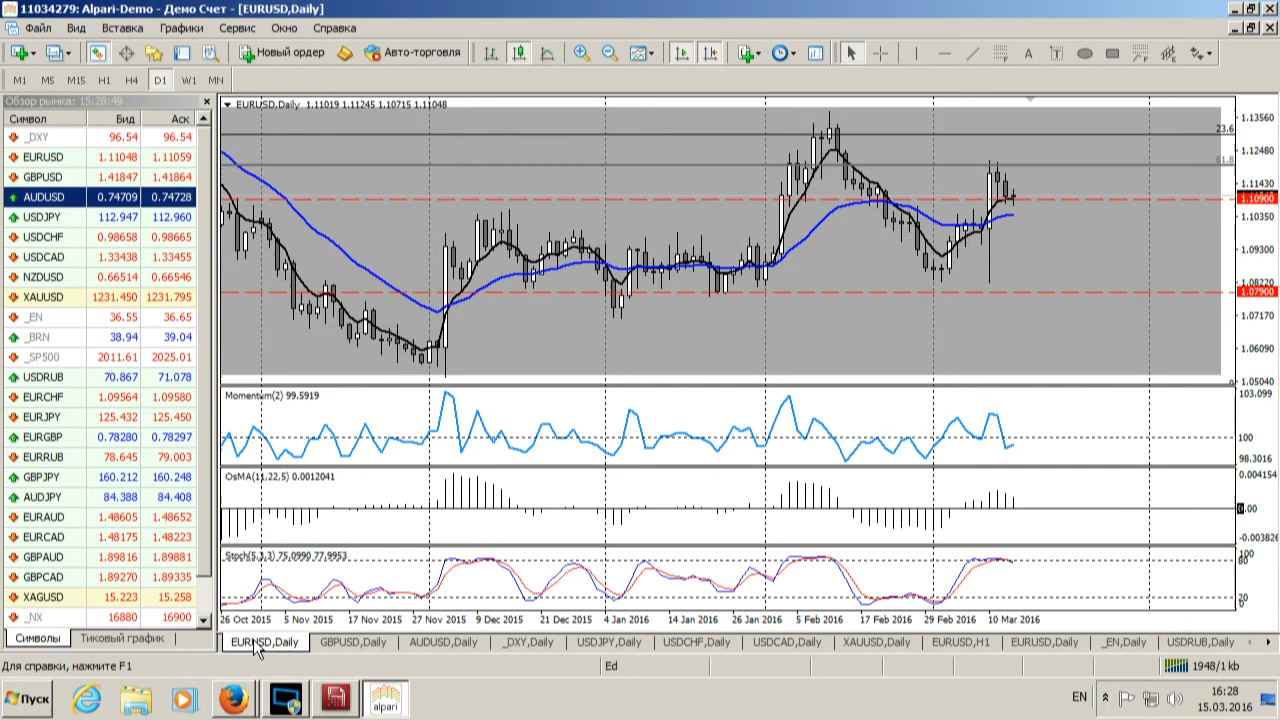 11034279: Alpari-Demo - Демо Счет - [EURUSD,Daily]
Файл Вид Вставка Графики Сервис Окно Справка
Новый ордер Авто-торговля
A T
M1 M5 M15 H1 H4 D1 W1 MN
Обзор рынка: 15:28:49
Символ Бид Аск
_DXY 96.54 96.54
EURUSD 1.11048 1.11059
GBPUSD 1.41847 1.41864
AUDUSD 0.74709 0.74728
USDJPY 112.947 112.960
USDCHF 0.98658 0.98665
USDCAD 1.33438 1.33455
NZDUSD 0.66514 0.66546
XAUUSD 1231.450 1231.795
_EN 36.55 36.65
_BRN 38.94 39.04
_SP500 2011.61 2025.01
USDRUB 70.867 71.078
EURCHF 1.09564 1.09580
EURJPY 125.432 125.450
EURGBP 0.78280 0.78297
EURRUB 78.645 79.003
GBPJPY 160.212 160.248
AUDJPY 84.388 84.408
EURAUD 1.48605 1.48652
EURCAD 1.48175 1.48223
GBPAUD 1.89816 1.89881
GBPCAD 1.89270 1.89335
XAGUSD 15.223 15.258
_NX 16880 16900
Символы Тиковый график
EURUSD,Daily 1.11019 1.11245 1.10715 1.11048
23.6
61.8
1.13560
1.12480
1.11430
1.10900
1.10350
1.09300
1.08220
1.07900
1.07170
1.06090
1.05040
Momentum(2) 99.5919
103.099
100
98.3016
OsMA(11,22,5) 0.0012041
0.004154
0.00
-0.003826
Stoch(5,3,3) 75.0990 77.9953
100
80
20
0
26 Oct 2015 5 Nov 2015 17 Nov 2015 27 Nov 2015 9 Dec 2015 21 Dec 2015 4 Jan 2016 14 Jan 2016 26 Jan 2016 5 Feb 2016 17 Feb 2016 29 Feb 2016 10 Mar 2016
EURUSD,Daily GBPUSD,Daily AUDUSD,Daily _DXY,Daily USDJPY,Daily USDCHF,Daily USDCAD,Daily XAUUSD,Daily EURUSD,H1 EURUSD,Daily _EN,Daily USDRUB,Daily
Для справки, нажмите F1 Ed 1948/1 kb
Пуск alpari EN 16:28
15.03.2016